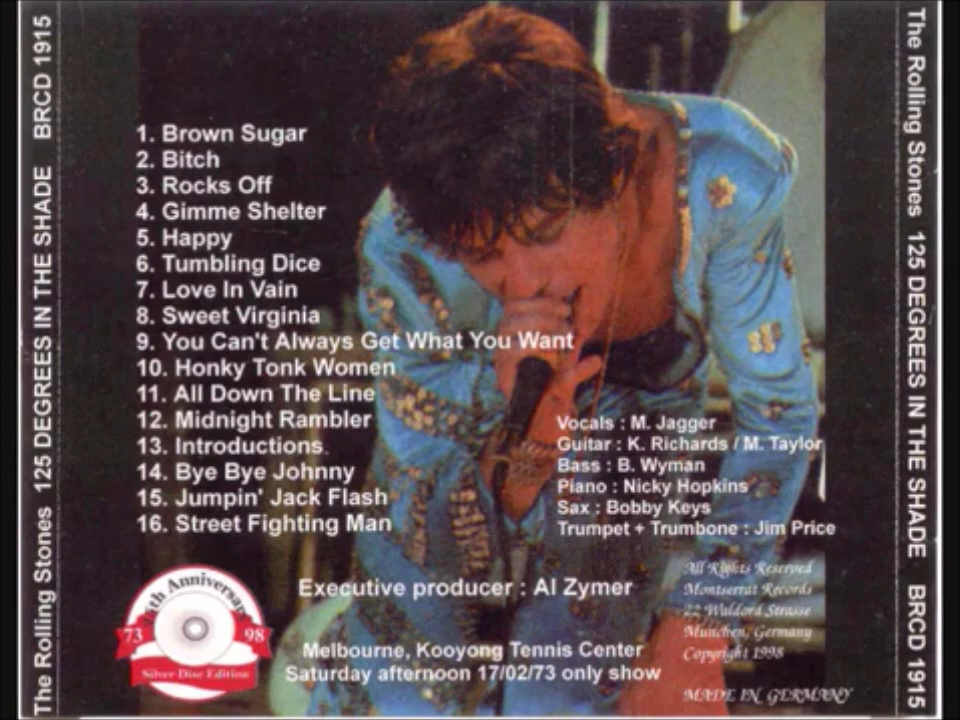 The Rolling Stones 125 DEGREES IN THE SHADE BRCD 1915
1. Brown Sugar
2. Bitch
3. Rocks Off
4. Gimme Shelter
5. Happy
6. Tumbling Dice
7. Love In Vain
8. Sweet Virginia
9. You Can't Always Get What You Want
10. Honky Tonk Women
11. All Down The Line
12. Midnight Rambler
13. Introductions
14. Bye Bye Johnny
15. Jumpin' Jack Flash
16. Street Fighting Man
Vocals : M. Jagger
Guitar : K. Richards / M. Taylor
Bass : B. Wyman
Piano : Nicky Hopkins
Sax : Bobby Keys
Trumpet + Trumbone : Jim Price
Executive producer : Al Zymer
Melbourne, Kooyong Tennis Center
Saturday afternoon 17/02/73 only show
Anniversary
73 98
Silver Disc Edition
All Rights Reserved
Montserrat Records
22 Waldord Strasse
München, Germany
Copyright 1998
MADE IN GERMANY
The Rolling Stones 125 DEGREES IN THE SHADE BRCD 1915